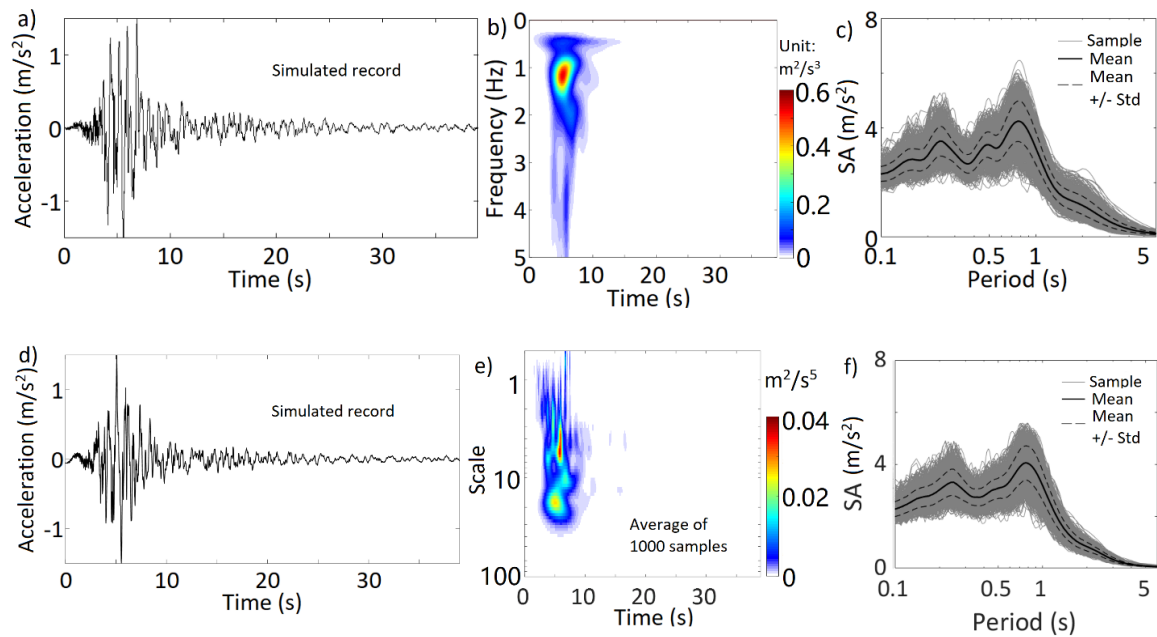 a)
Acceleration (m/s²)
1
0
-1
Simulated record
0 10 20 30
Time (s)
b)
Frequency (Hz)
0
1
2
3
4
5
0 10 20 30
Time (s)
Unit:
m²/s³
0.6
0.4
0.2
0
c)
SA (m/s²)
8
4
0
Sample
Mean
Mean
+/- Std
0.1 0.5 1 5
Period (s)
d)
Acceleration (m/s²)
1
0
-1
Simulated record
0 10 20 30
Time (s)
e)
Scale
1
10
100
Average of
1000 samples
0 10 20 30
Time (s)
m²/s⁵
0.04
0.02
0
f)
SA (m/s²)
8
4
0
Sample
Mean
Mean
+/- Std
0.1 0.5 1 5
Period (s)